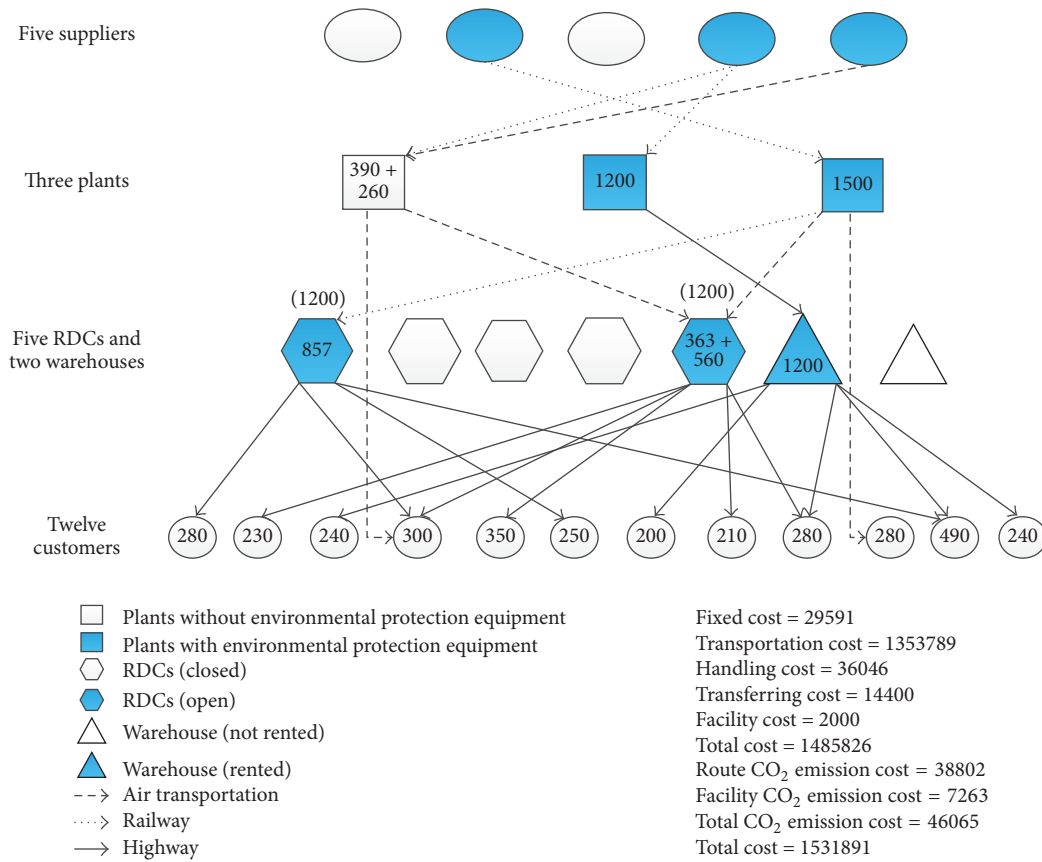 Five suppliers
Three plants
390 +
260
1200
1500
Five RDCs and
two warehouses
(1200)
857
(1200)
363 +
560
1200
Twelve
customers
280
230
240
300
350
250
200
210
280
280
490
240
Plants without environmental protection equipment
Plants with environmental protection equipment
RDCs (closed)
RDCs (open)
Warehouse (not rented)
Warehouse (rented)
Air transportation
Railway
Highway
Fixed cost = 29591
Transportation cost = 1353789
Handling cost = 36046
Transferring cost = 14400
Facility cost = 2000
Total cost = 1485826
Route CO₂ emission cost = 38802
Facility CO₂ emission cost = 7263
Total CO₂ emission cost = 46065
Total cost = 1531891